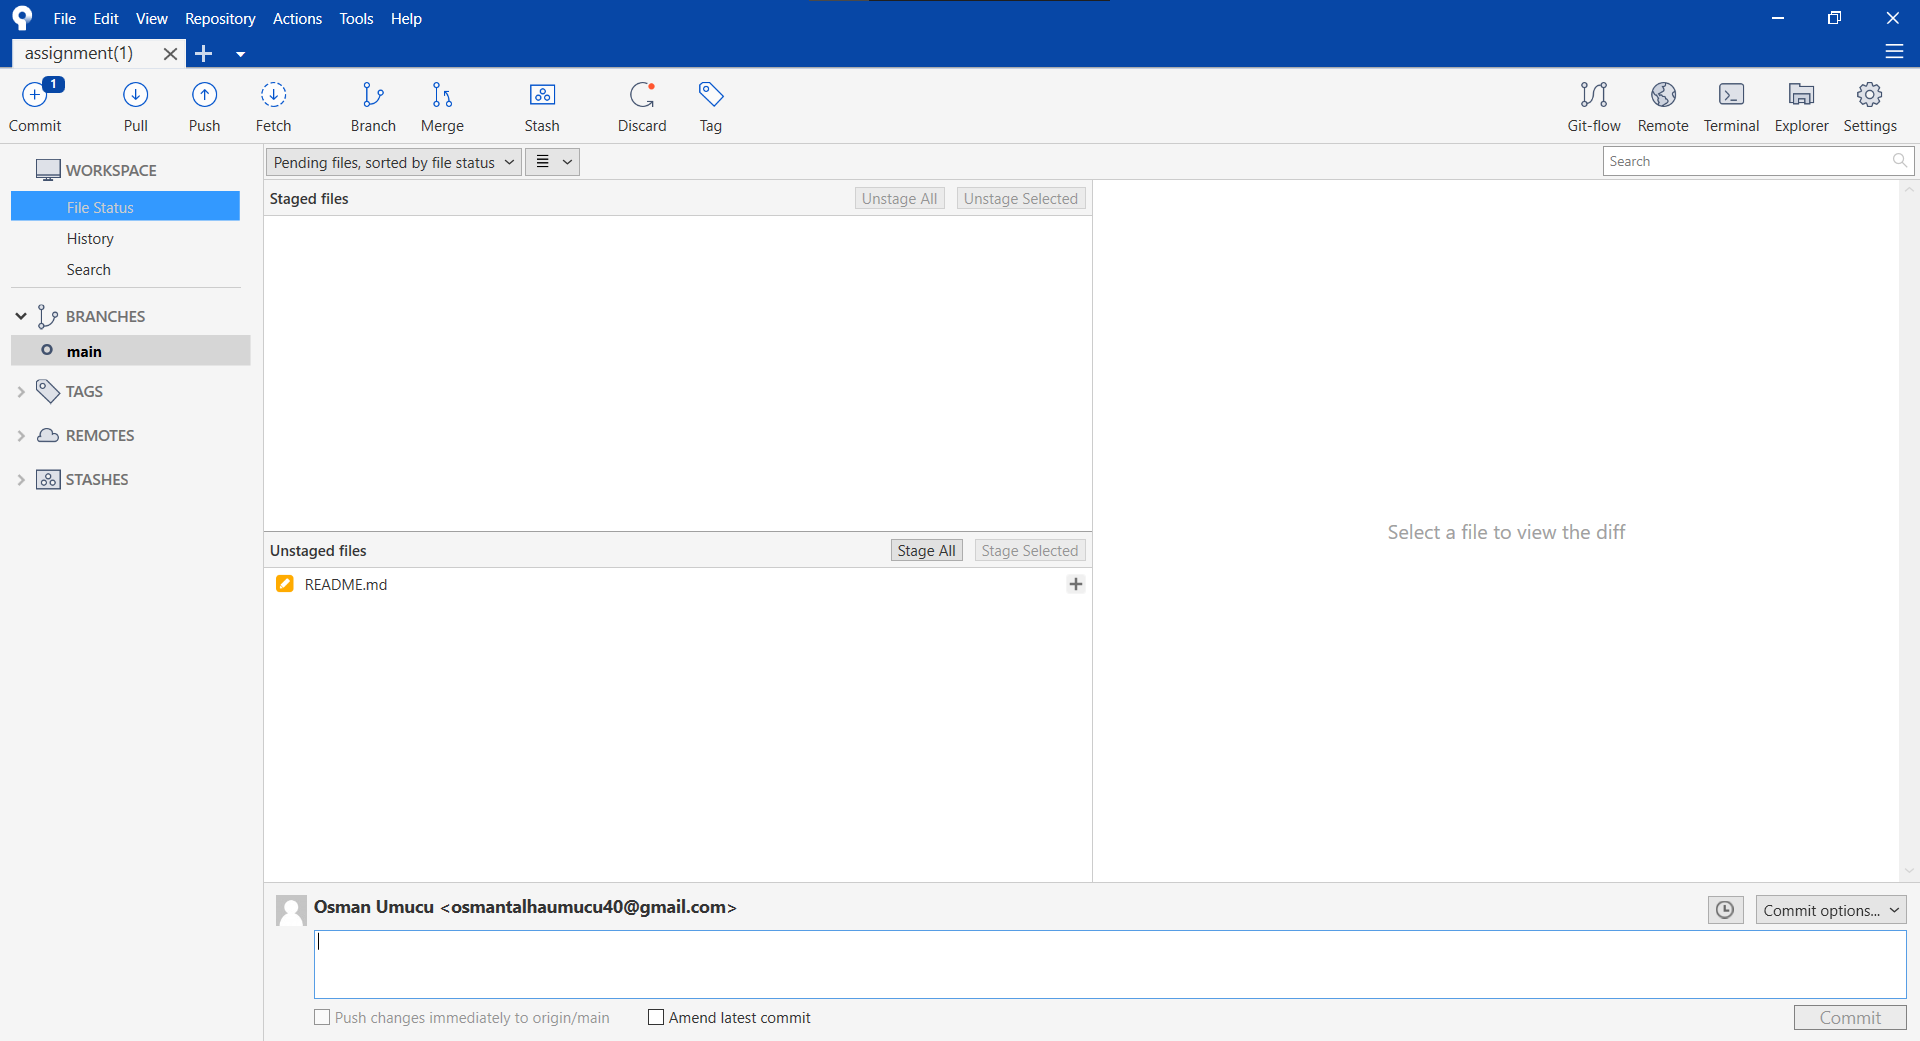 File Edit View Repository Actions Tools Help
assignment(1)
1
Commit Pull Push Fetch Branch Merge Stash Discard Tag Git-flow Remote Terminal Explorer Settings
WORKSPACE
File Status
History
Search
BRANCHES
main
TAGS
REMOTES
STASHES
Pending files, sorted by file status
Search
Staged files Unstage All Unstage Selected
Unstaged files Stage All Stage Selected
README.md
Select a file to view the diff
Osman Umucu <osmantalhaumucu40@gmail.com>
Commit options...
Push changes immediately to origin/main Amend latest commit
Commit